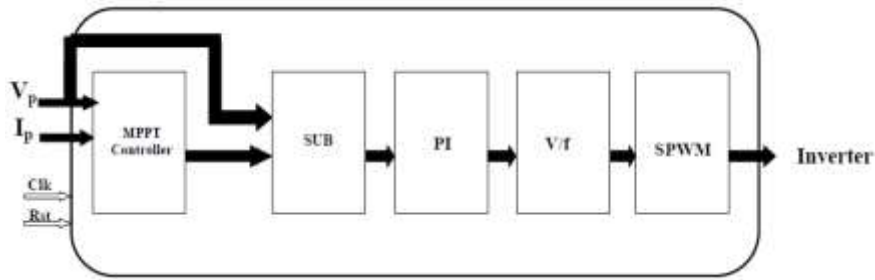 Vp
Ip
Clk
Rst
MPPT
Controller
SUB
PI
V/f
SPWM
Inverter